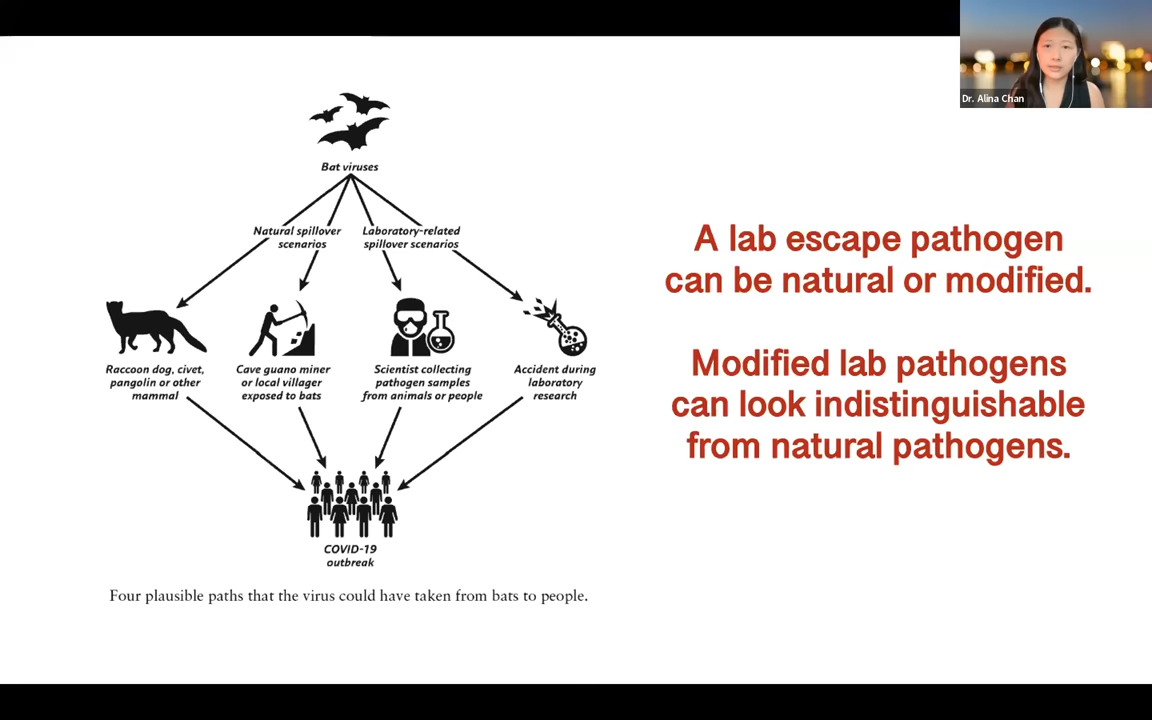 Dr. Alina Chan
Bat viruses
Natural spillover
scenarios
Laboratory-related
spillover scenarios
Raccoon dog, civet,
pangolin or other
mammal
Cave guano miner
or local villager
exposed to bats
Scientist collecting
pathogen samples
from animals or people
Accident during
laboratory
research
COVID-19
outbreak
Four plausible paths that the virus could have taken from bats to people.
A lab escape pathogen
can be natural or modified.
Modified lab pathogens
can look indistinguishable
from natural pathogens.